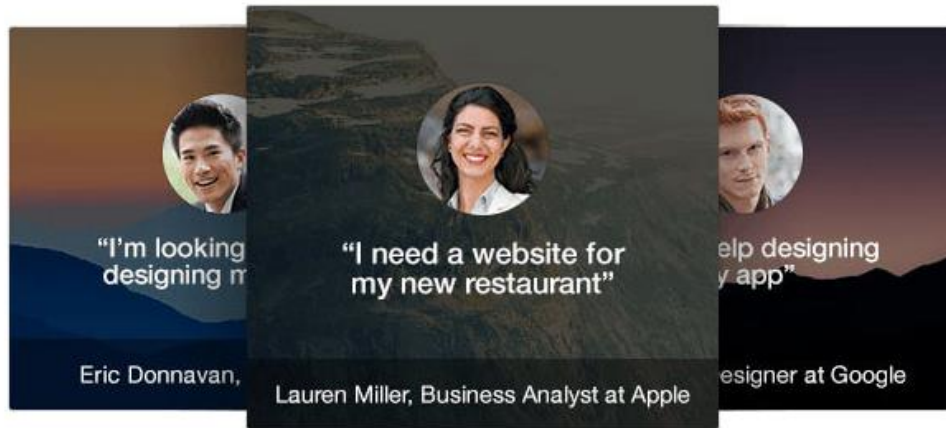 “I’m looking
designing m
Eric Donnavan,
“I need a website for
my new restaurant”
Lauren Miller, Business Analyst at Apple
elp designing
y app”
esigner at Google